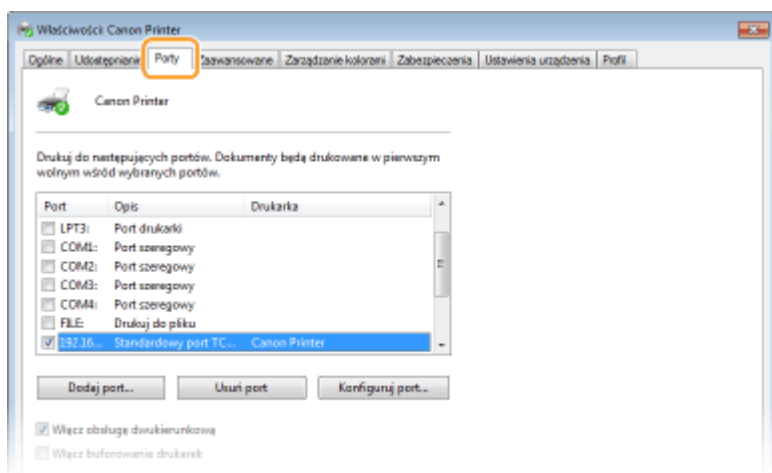 Właściwości: Canon Printer
Ogólne Udostępnianie Porty Zaawansowane Zarządzanie kolorami Zabezpieczenia Ustawienia urządzenia Profil
Canon Printer
Drukuj do następujących portów. Dokumenty będą drukowane w pierwszym
wolnym wśród wybranych portów.
Port Opis Drukarka
LPT3: Port drukarki
COM1: Port szeregowy
COM2: Port szeregowy
COM3: Port szeregowy
COM4: Port szeregowy
FILE: Drukuj do pliku
192.16... Standardowy port TC... Canon Printer
Dodaj port... Usuń port Konfiguruj port...
Włącz obsługę dwukierunkową
Włącz buforowanie drukarek